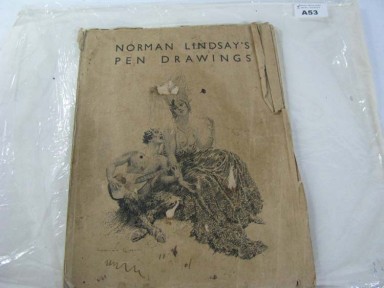 A53
NORMAN LINDSAY'S
PEN DRAWINGS